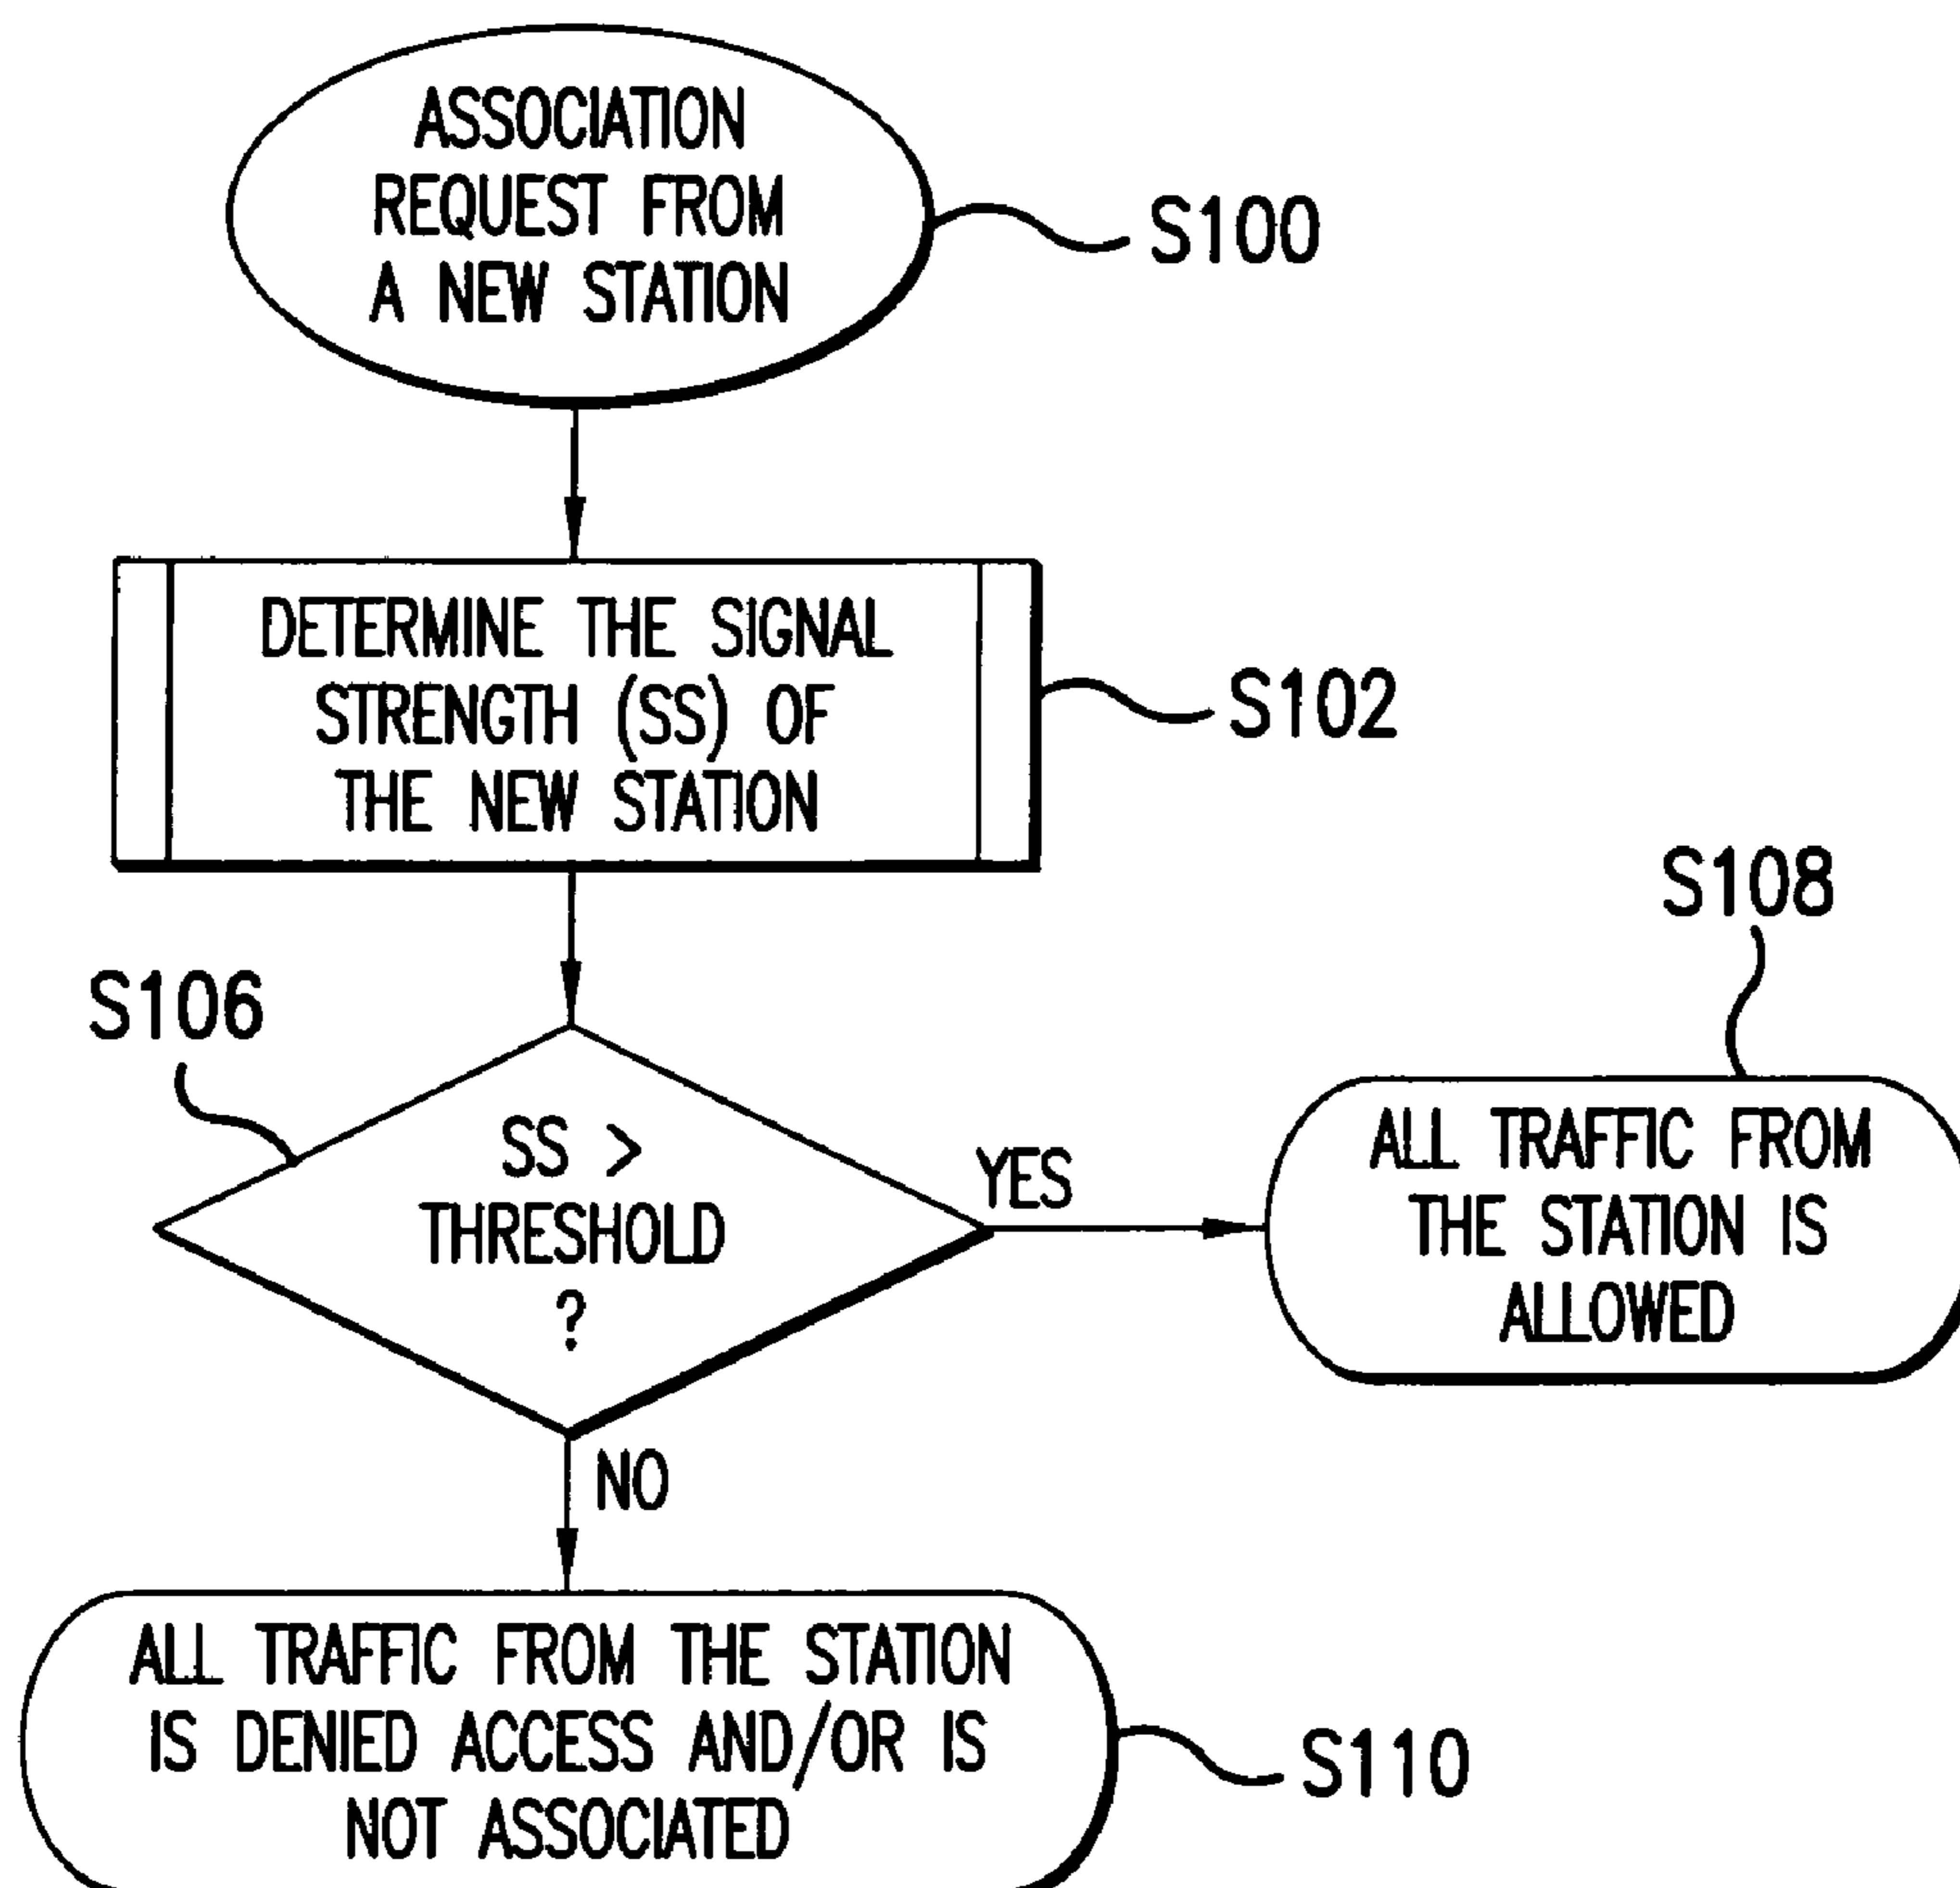 ASSOCIATION
REQUEST FROM
A NEW STATION
S100
DETERMINE THE SIGNAL
STRENGTH (SS) OF
THE NEW STATION
S102
S106
SS >
THRESHOLD
?
YES
S108
ALL TRAFFIC FROM
THE STATION IS
ALLOWED
NO
ALL TRAFFIC FROM THE STATION
IS DENIED ACCESS AND/OR IS
NOT ASSOCIATED
S110